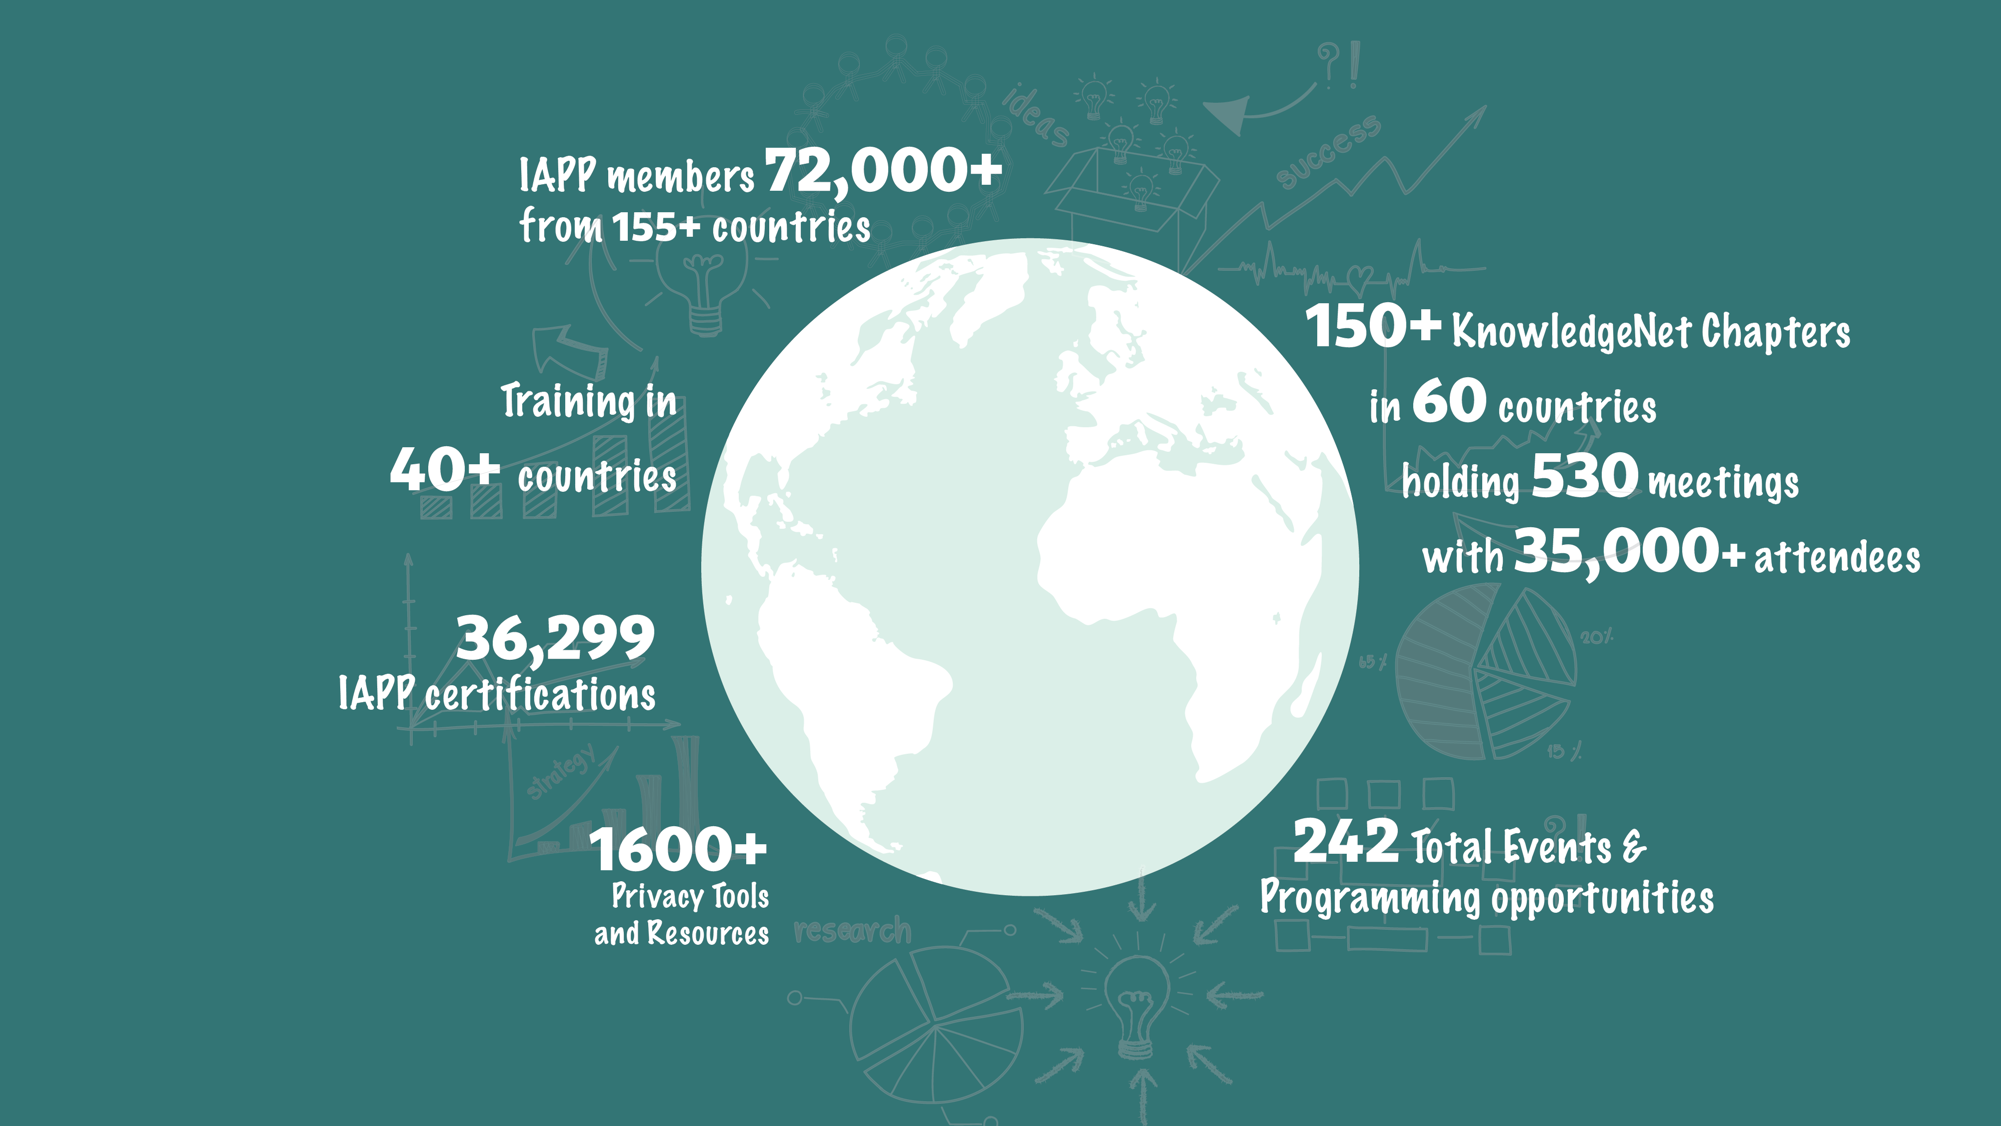 ideas
?!
success
IAPP members 72,000+
from 155+ countries
150+ KnowledgeNet Chapters
in 60 countries
holding 530 meetings
with 35,000+ attendees
Training in
40+ countries
36,299
IAPP certifications
20%
65%
15%
strategy
1600+
Privacy Tools
and Resources
?!
242 Total Events &
Programming opportunities
research